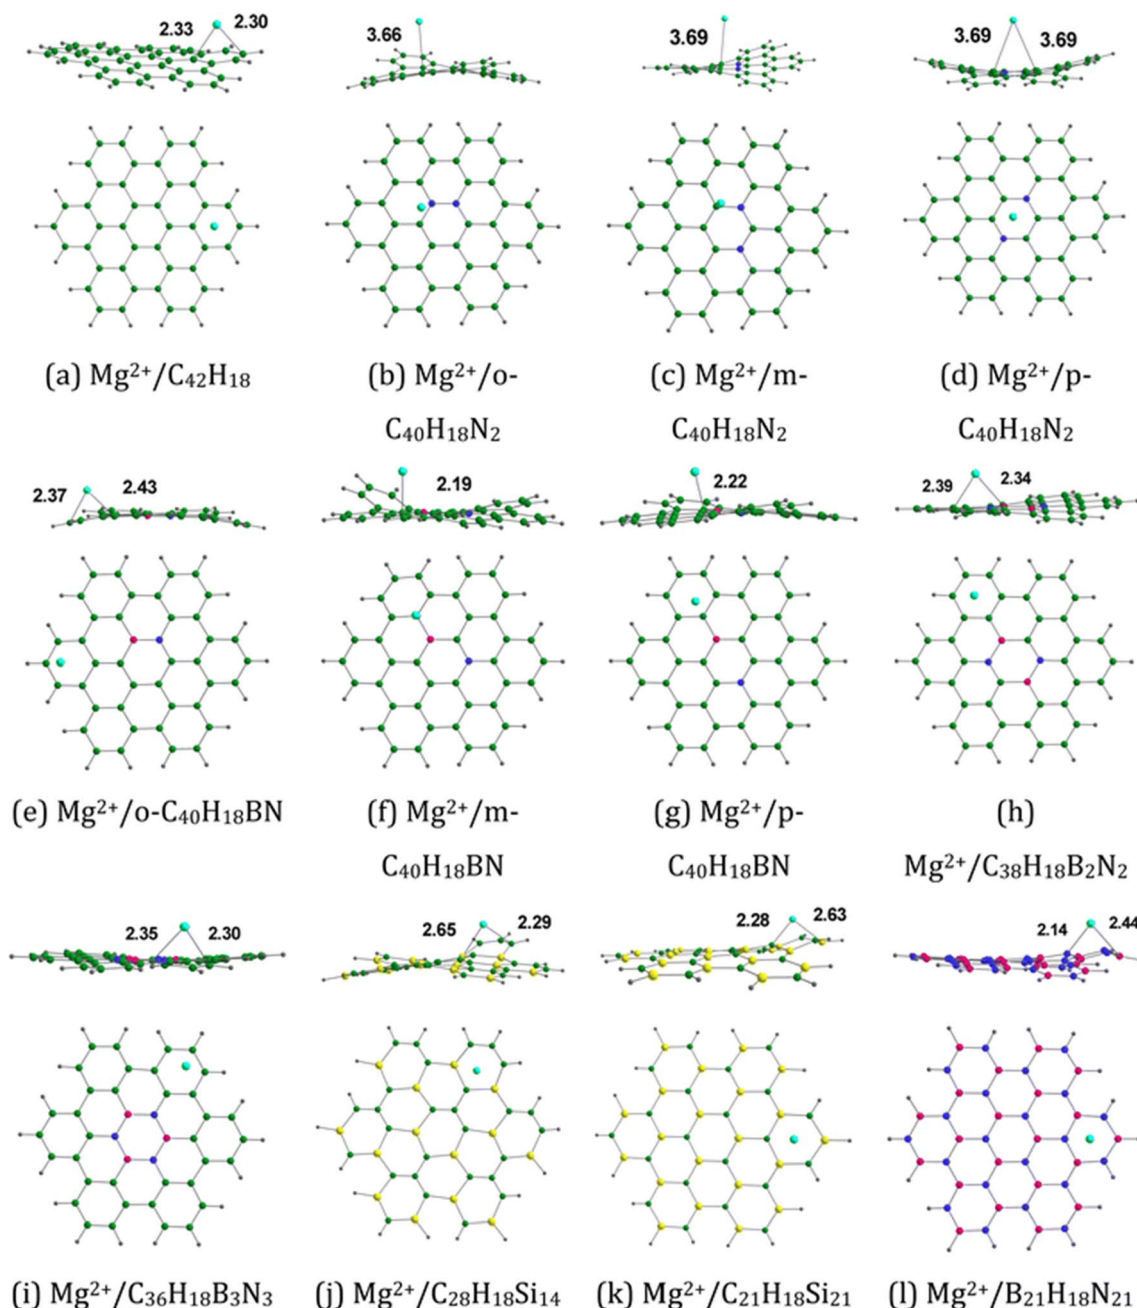 2.33 2.30
3.66
3.69
3.69 3.69
(a) Mg²⁺/C₄₂H₁₈
(b) Mg²⁺/o-
C₄₀H₁₈N₂
(c) Mg²⁺/m-
C₄₀H₁₈N₂
(d) Mg²⁺/p-
C₄₀H₁₈N₂
2.37 2.43
2.19
2.22
2.39 2.34
(e) Mg²⁺/o-C₄₀H₁₈BN
(f) Mg²⁺/m-
C₄₀H₁₈BN
(g) Mg²⁺/p-
C₄₀H₁₈BN
(h)
Mg²⁺/C₃₈H₁₈B₂N₂
2.35 2.30
2.65 2.29
2.28 2.63
2.14 2.44
(i) Mg²⁺/C₃₆H₁₈B₃N₃
(j) Mg²⁺/C₂₈H₁₈Si₁₄
(k) Mg²⁺/C₂₁H₁₈Si₂₁
(l) Mg²⁺/B₂₁H₁₈N₂₁